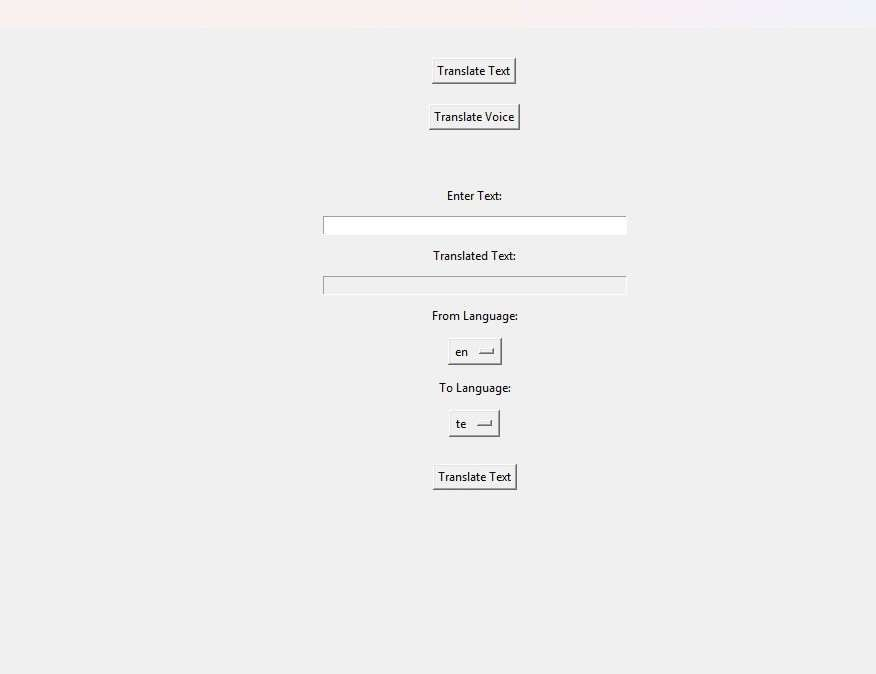 Translate Text
Translate Voice
Enter Text:
Translated Text:
From Language:
en
To Language:
te
Translate Text